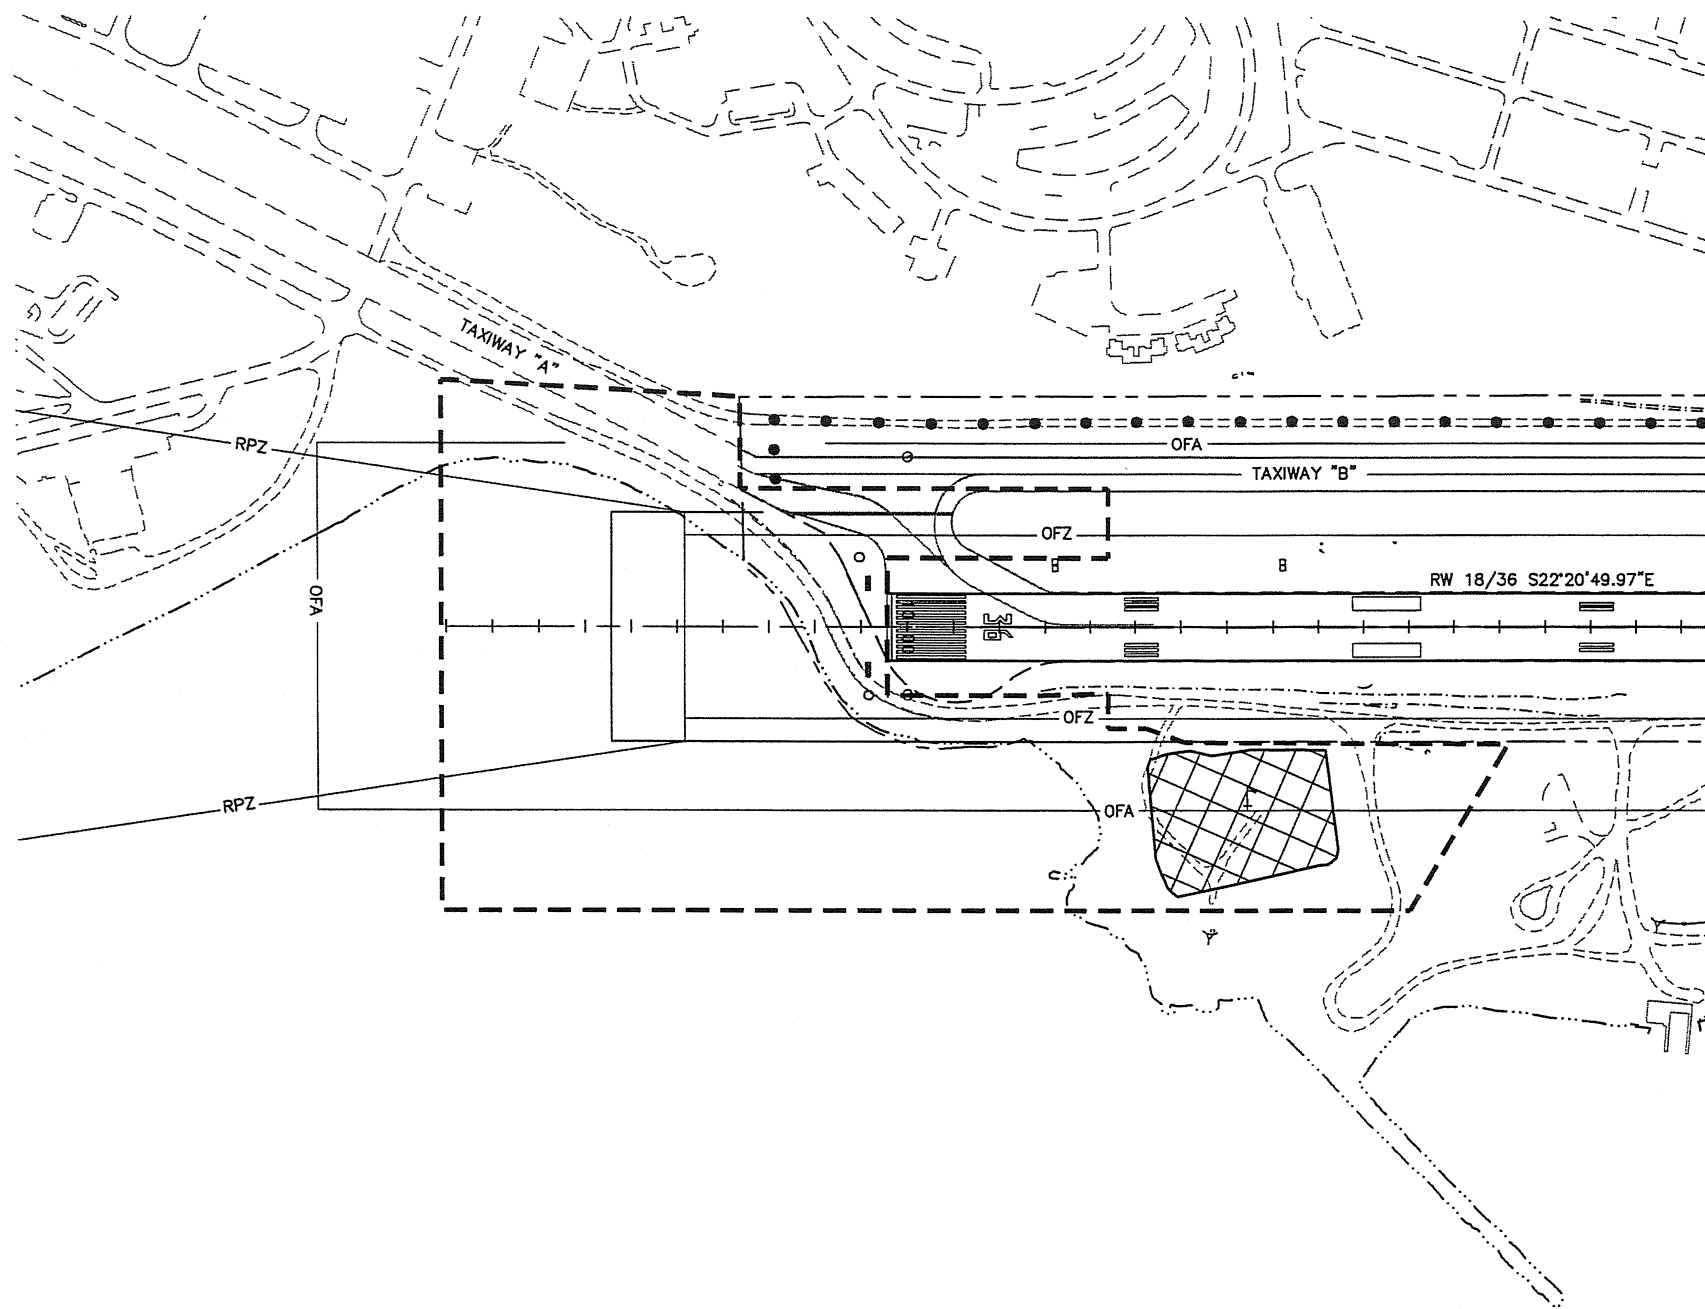 TAXIWAY "A"
RPZ
OFA
TAXIWAY "B"
OFZ
OFA
RW 18/36 S22°20'49.97"E
36
OFZ
RPZ
OFA